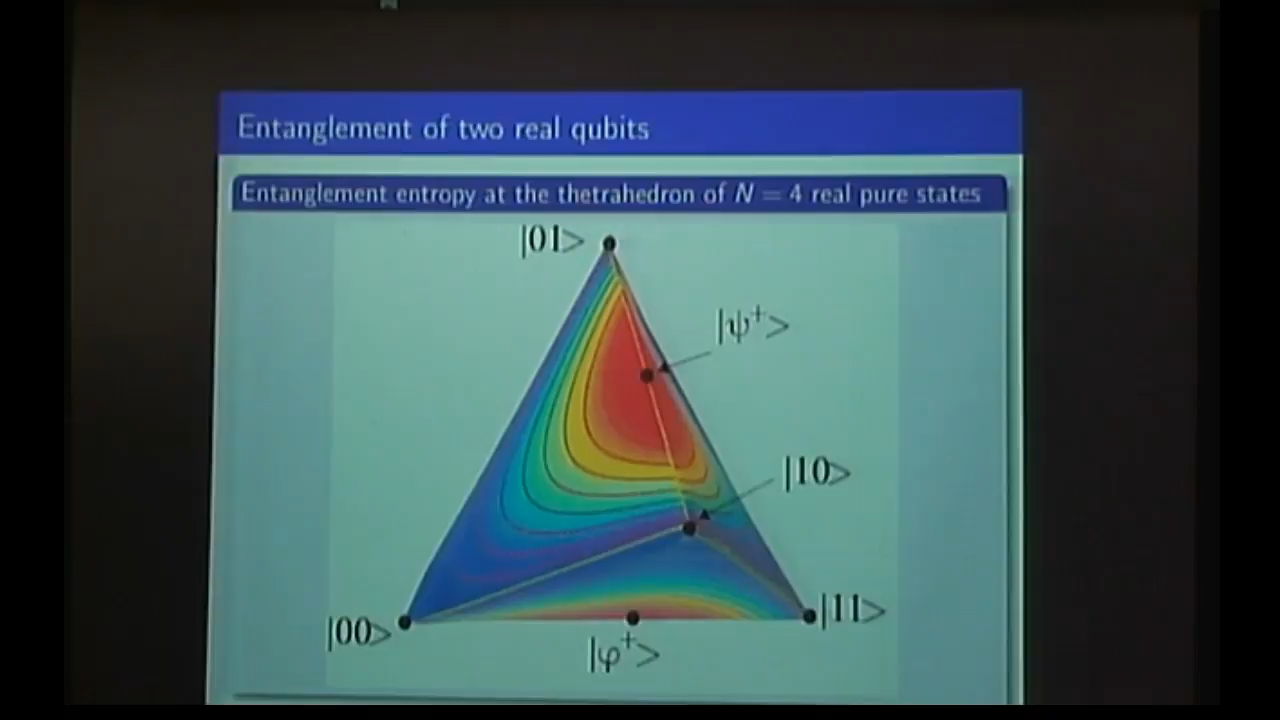 Entanglement of two real qubits
Entanglement entropy at the thetrahedron of N = 4 real pure states
|01>
|ψ⁺>
|10>
|00>
|11>
|φ⁺>